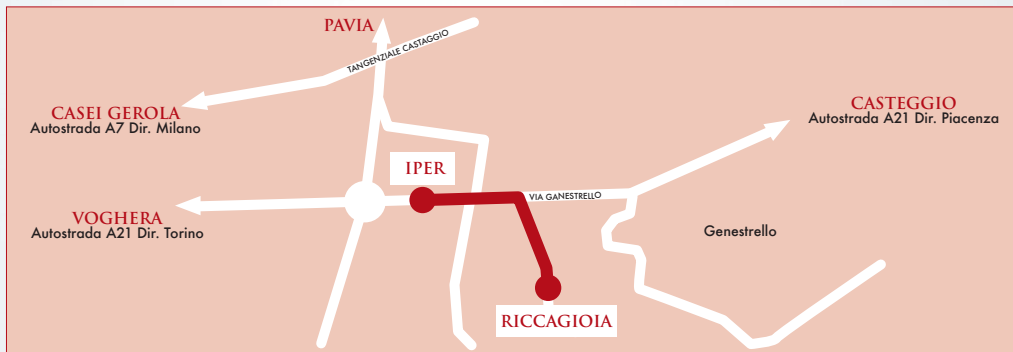 PAVIA
TANGENZIALE CASTAGGIO
CASEI GEROLA
Autostrada A7 Dir. Milano
CASTEGGIO
Autostrada A21 Dir. Piacenza
IPER
VIA GANESTRELLO
VOGHERA
Autostrada A21 Dir. Torino
Genestrello
RICCAGIOIA